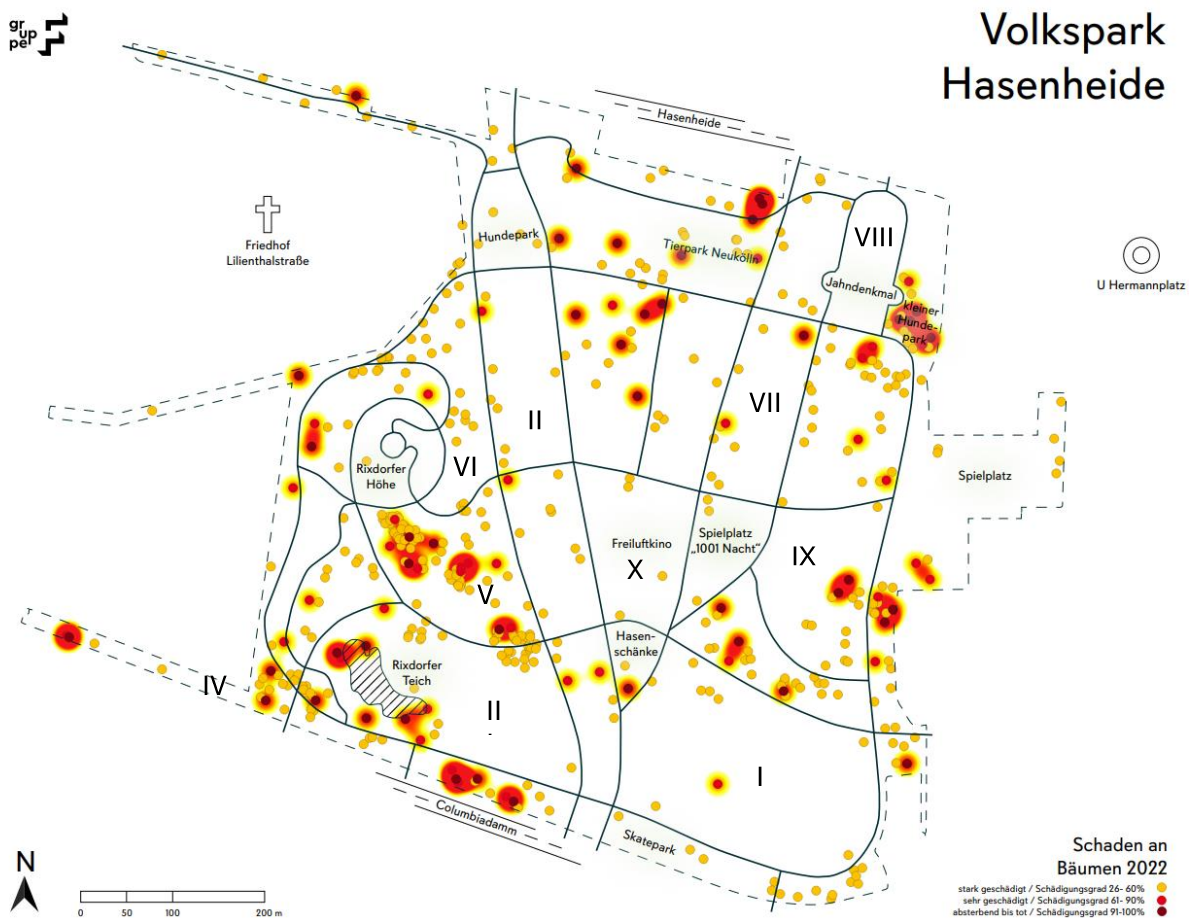 gr
up
pe
Volkspark
Hasenheide
Hasenheide
Friedhof
Lilienthalstraße
Hundepark
Tierpark Neukölln
VIII
Jahndenkmal
U Hermannplatz
kleiner
Hunde-
park
VII
II
VI
Rixdorfer
Höhe
Spielplatz
Freiluftkino
X
Spielplatz
„1001 Nacht“
IX
V
Hasen-
schänke
Rixdorfer
Teich
IV
II
.
I
Columbiadamm
Skatepark
N
0 50 100 200 m
Schaden an
Bäumen 2022
stark geschädigt / Schädigungsgrad 26- 60%
sehr geschädigt / Schädigungsgrad 61- 90%
absterbend bis tot / Schädigungsgrad 91-100%